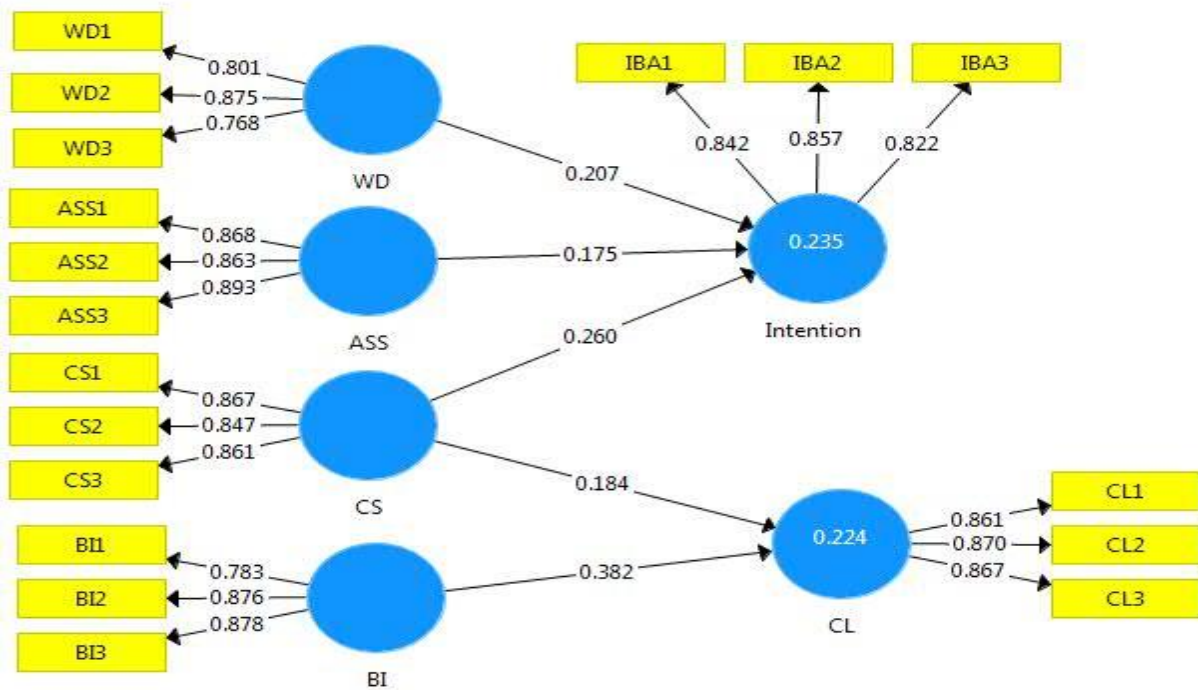 WD1
0.801
WD2
0.875
WD3
0.768
WD
ASS1
0.868
ASS2
0.863
ASS3
0.893
ASS
CS1
0.867
CS2
0.847
CS3
0.861
CS
BI1
0.783
BI2
0.876
BI3
0.878
BI
0.207
0.175
0.260
0.184
0.382
IBA1
IBA2
IBA3
0.842
0.857
0.822
0.235
Intention
0.224
CL
0.861
CL1
0.870
CL2
0.867
CL3